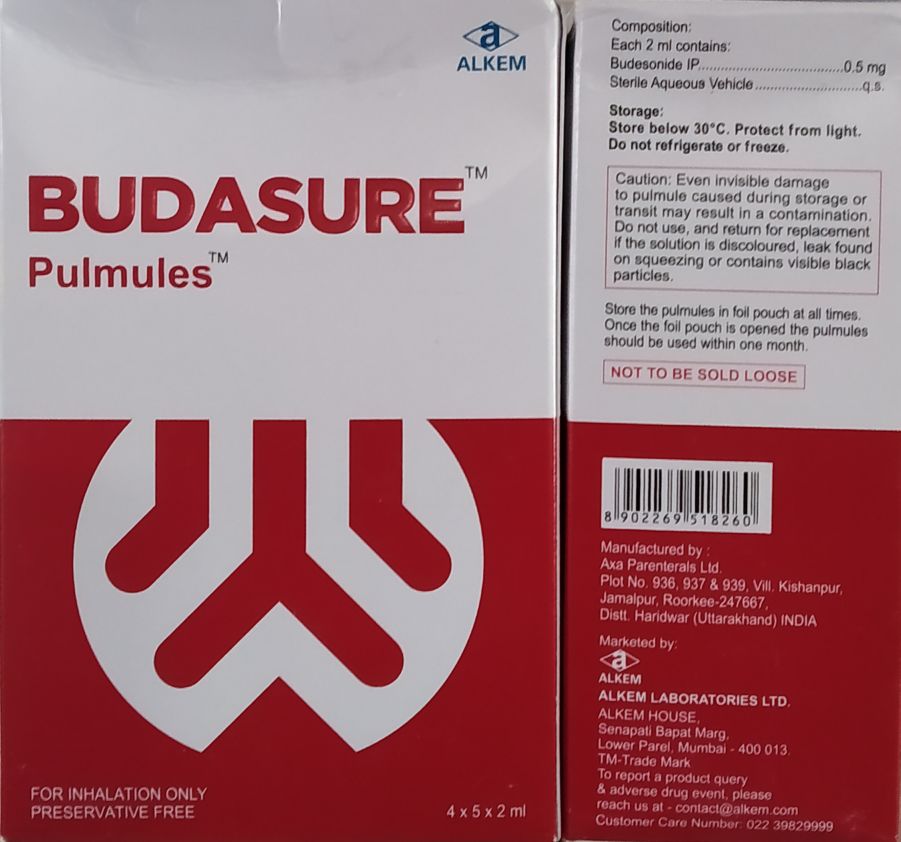 a
ALKEM
BUDASURE™
Pulmules™
FOR INHALATION ONLY
PRESERVATIVE FREE
4 x 5 x 2 ml
Composition:
Each 2 ml contains:
Budesonide IP......................................0.5 mg
Sterile Aqueous Vehicle............................q.s.
Storage:
Store below 30°C. Protect from light.
Do not refrigerate or freeze.
Caution: Even invisible damage
to pulmule caused during storage or
transit may result in a contamination.
Do not use, and return for replacement
if the solution is discoloured, leak found
on squeezing or contains visible black
particles.
Store the pulmules in foil pouch at all times.
Once the foil pouch is opened the pulmules
should be used within one month.
NOT TO BE SOLD LOOSE
8 902269 518260
Manufactured by :
Axa Parenterals Ltd.
Plot No. 936, 937 & 939, Vill. Kishanpur,
Jamalpur, Roorkee-247667,
Distt. Haridwar (Uttarakhand) INDIA
Marketed by:
a
ALKEM
ALKEM LABORATORIES LTD.
ALKEM HOUSE,
Senapati Bapat Marg,
Lower Parel, Mumbai - 400 013.
TM-Trade Mark
To report a product query
& adverse drug event, please
reach us at - contact@alkem.com
Customer Care Number: 022 39829999